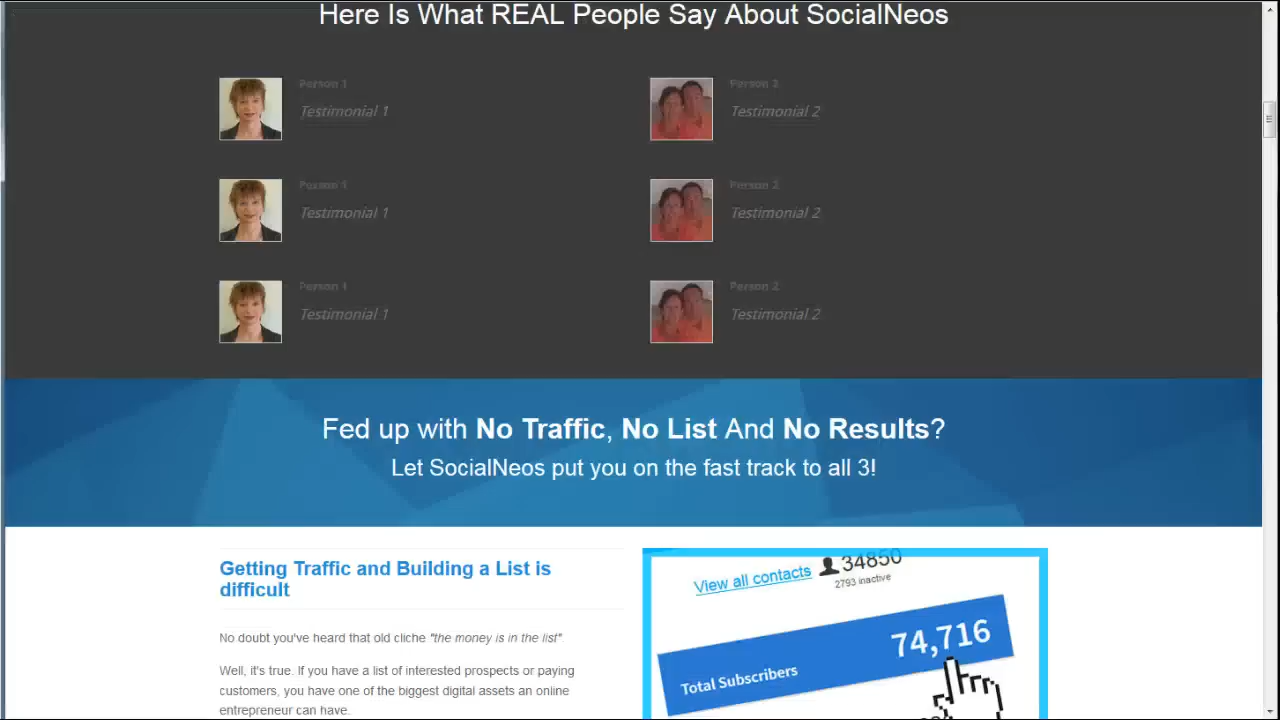 Here Is What REAL People Say About SocialNeos
Person 1
Testimonial 1
Person 2
Testimonial 2
Person 1
Testimonial 1
Person 2
Testimonial 2
Person 1
Testimonial 1
Person 2
Testimonial 2
Fed up with No Traffic, No List And No Results?
Let SocialNeos put you on the fast track to all 3!
Getting Traffic and Building a List is
difficult
No doubt you've heard that old cliche "the money is in the list"
Well, it's true. If you have a list of interested prospects or paying
customers, you have one of the biggest digital assets an online
entrepreneur can have.
View all contacts
34850
2793 inactive
74,716
Total Subscribers